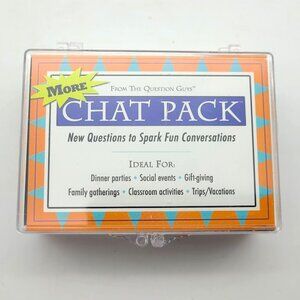 MORE
FROM THE QUESTION GUYS™
CHAT PACK
New Questions to Spark Fun Conversations
IDEAL FOR:
Dinner parties • Social events • Gift-giving
Family gatherings • Classroom activities • Trips/Vacations